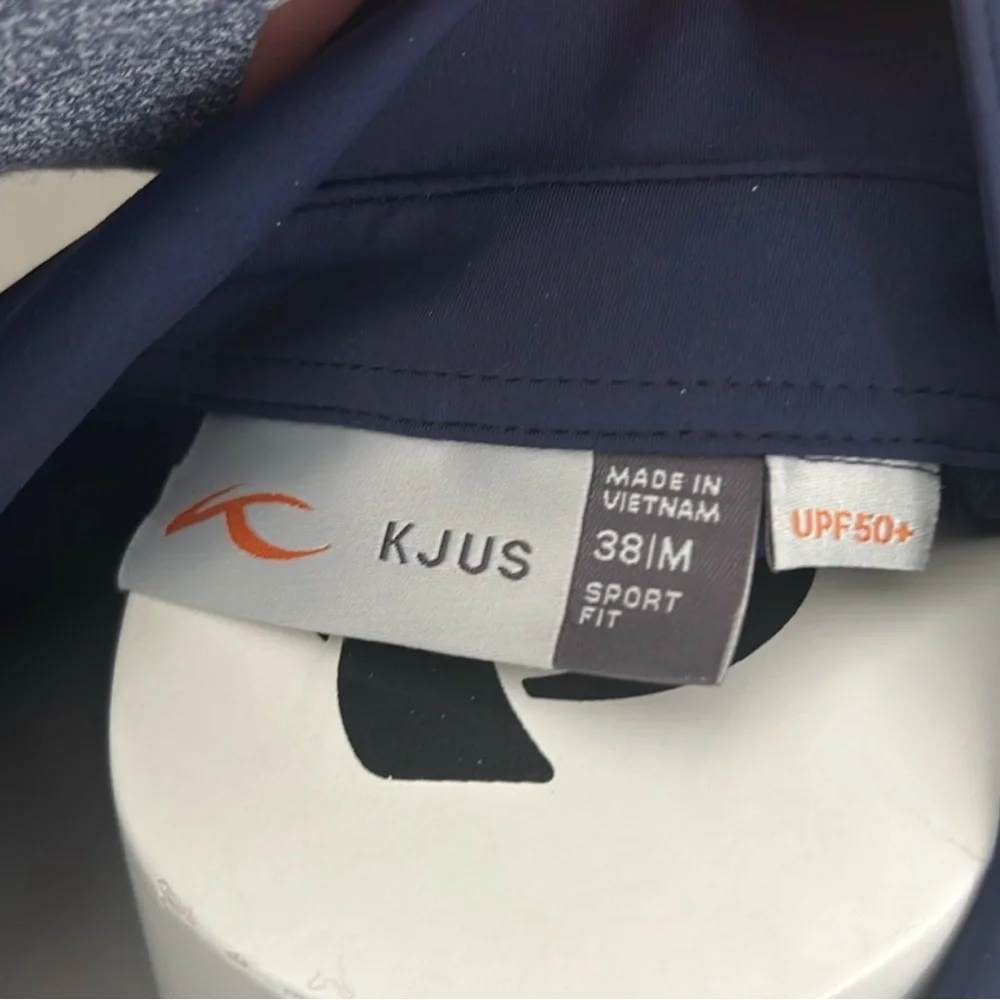 KJUS
MADE IN
VIETNAM
38|M
SPORT
FIT
UPF50+